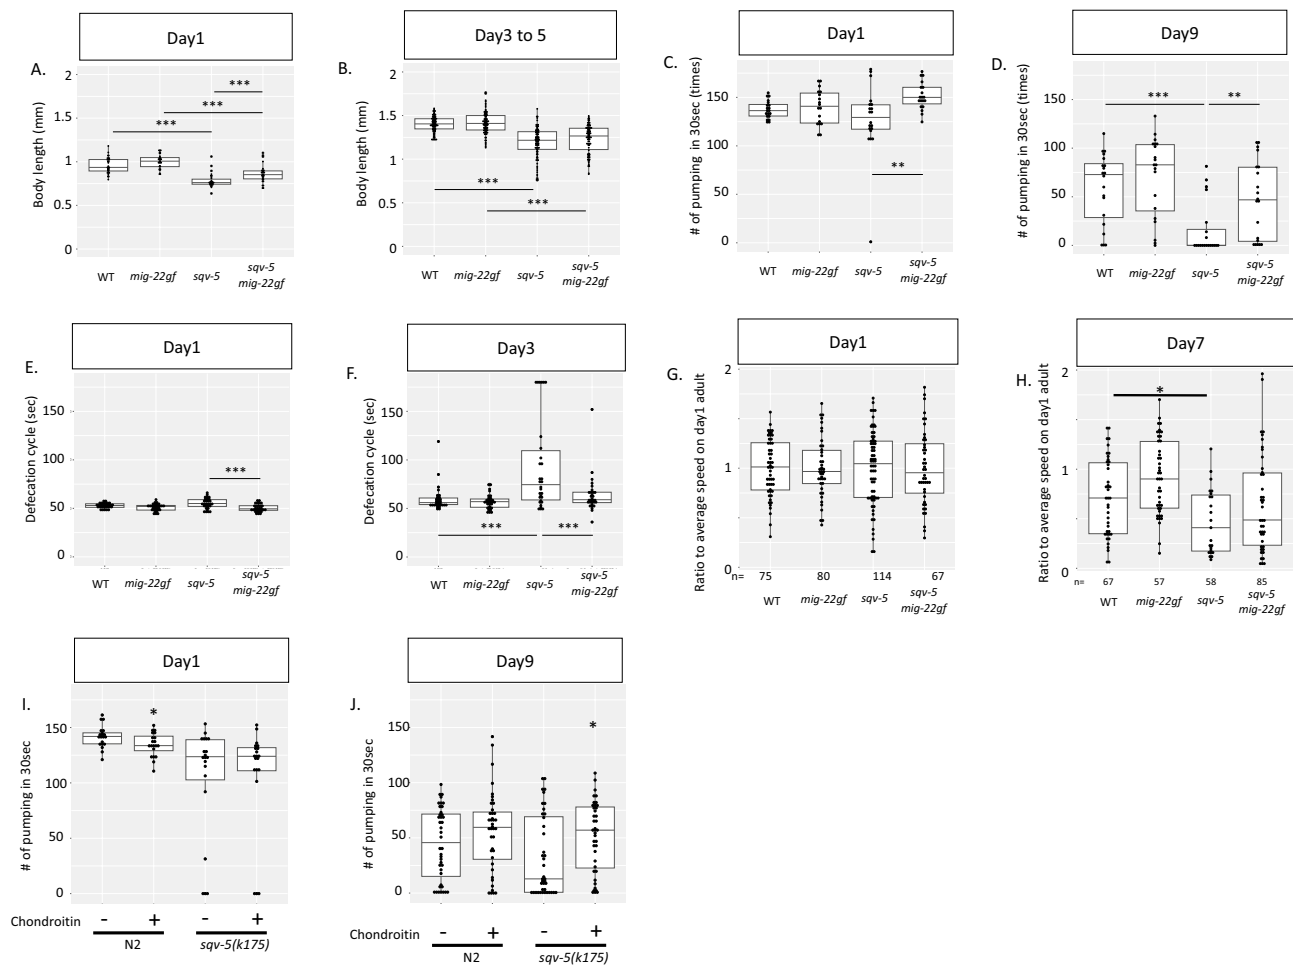 Day1
A.
Body length (mm)
2
1.5
1
0.5
0
***
***
***
WT
mig-22gf
sqv-5
sqv-5
mig-22gf
Day3 to 5
B.
Body length (mm)
2
1.5
1.0
0.5
0
***
***
WT
mig-22gf
sqv-5
sqv-5
mig-22gf
Day1
C.
# of pumping in 30sec (times)
150
100
50
0
**
WT
mig-22gf
sqv-5
sqv-5
mig-22gf
Day9
D.
# of pumping in 30sec (times)
150
100
50
0
***
**
WT
mig-22gf
sqv-5
sqv-5
mig-22gf
Day1
E.
Defecation cycle (sec)
150
100
50
0
***
WT
mig-22gf
sqv-5
sqv-5
mig-22gf
Day3
F.
Defecation cycle (sec)
150
100
50
0
***
***
WT
mig-22gf
sqv-5
sqv-5
mig-22gf
Day1
G.
Ratio to average speed on day1 adult
2
1
0
n= 75 80 114 67
WT
mig-22gf
sqv-5
sqv-5
mig-22gf
Day7
H.
Ratio to average speed on day1 adult
2
1
0
*
n= 67 57 58 85
WT
mig-22gf
sqv-5
sqv-5
mig-22gf
Day1
I.
# of pumping in 30sec
150
100
50
0
*
Chondroitin - + - +
N2
sqv-5(k175)
Day9
J.
# of pumping in 30sec
150
100
50
0
*
Chondroitin - + - +
N2
sqv-5(k175)